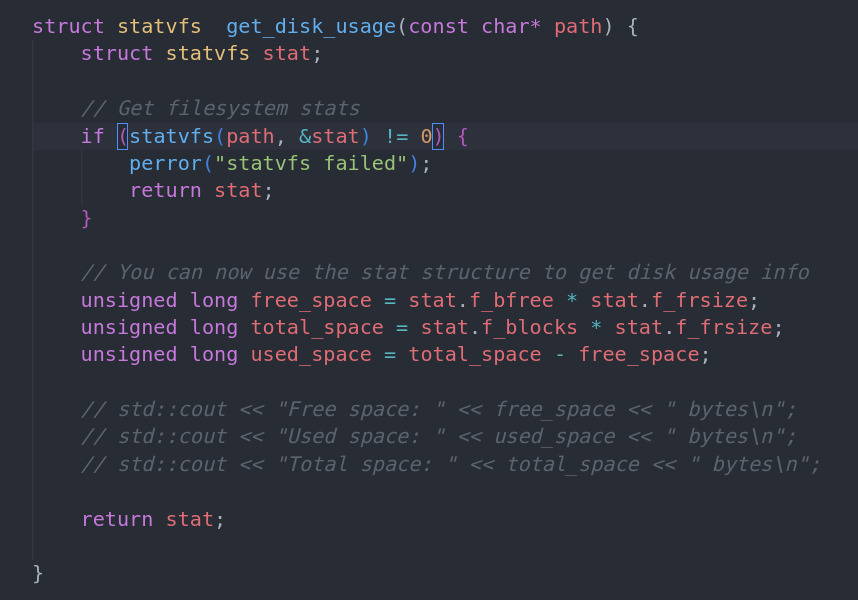 struct statvfs  get_disk_usage(const char* path) {
    struct statvfs stat;

    // Get filesystem stats
    if (statvfs(path, &stat) != 0) {
        perror("statvfs failed");
        return stat;
    }

    // You can now use the stat structure to get disk usage info
    unsigned long free_space = stat.f_bfree * stat.f_frsize;
    unsigned long total_space = stat.f_blocks * stat.f_frsize;
    unsigned long used_space = total_space - free_space;

    // std::cout << "Free space: " << free_space << " bytes\n";
    // std::cout << "Used space: " << used_space << " bytes\n";
    // std::cout << "Total space: " << total_space << " bytes\n";

    return stat;

}